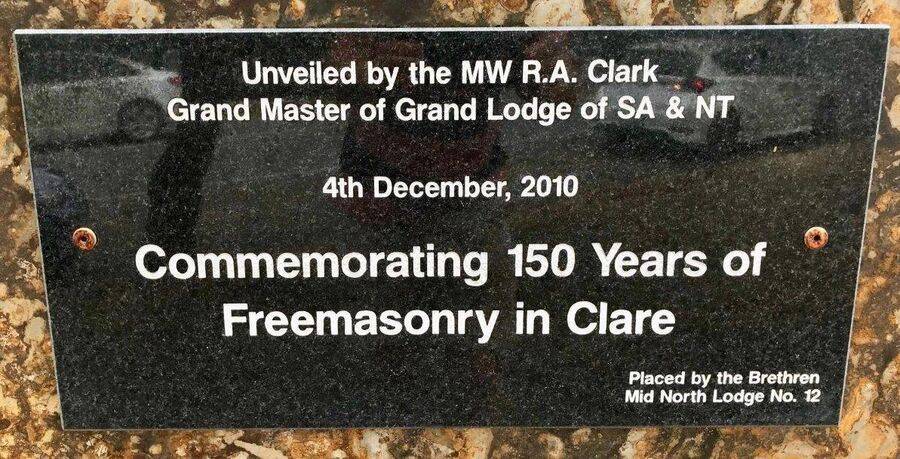 Unveiled by the MW R.A. Clark
Grand Master of Grand Lodge of SA & NT
4th December, 2010
Commemorating 150 Years of
Freemasonry in Clare
Placed by the Brethren
Mid North Lodge No. 12